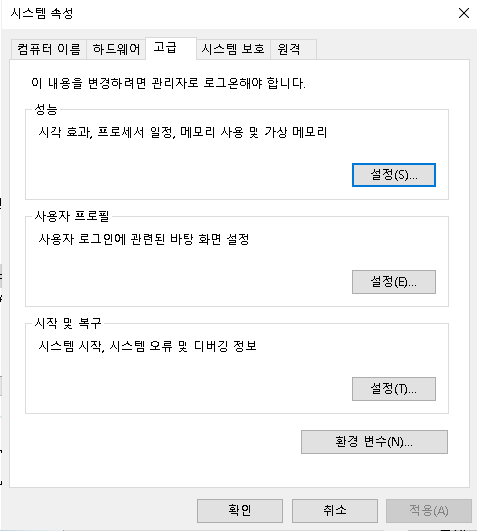 시스템 속성
컴퓨터 이름 하드웨어 고급 시스템 보호 원격
이 내용을 변경하려면 관리자로 로그온해야 합니다.
성능
시각 효과, 프로세서 일정, 메모리 사용 및 가상 메모리
설정(S)...
사용자 프로필
사용자 로그인에 관련된 바탕 화면 설정
설정(E)...
시작 및 복구
시스템 시작, 시스템 오류 및 디버깅 정보
설정(T)...
환경 변수(N)...
확인 취소 적용(A)